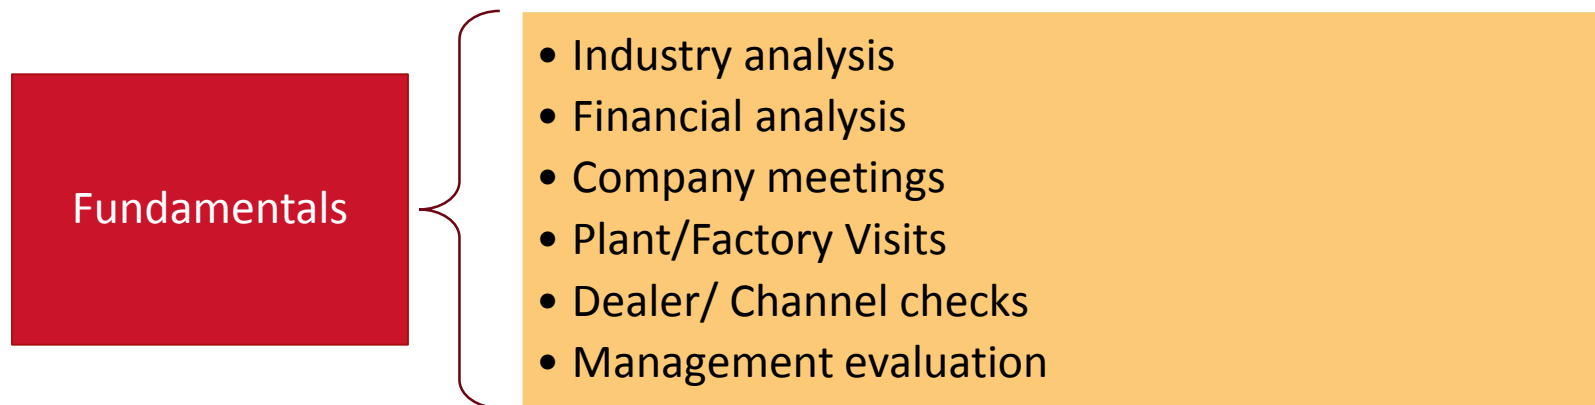 Fundamentals
• Industry analysis
• Financial analysis
• Company meetings
• Plant/Factory Visits
• Dealer/ Channel checks
• Management evaluation